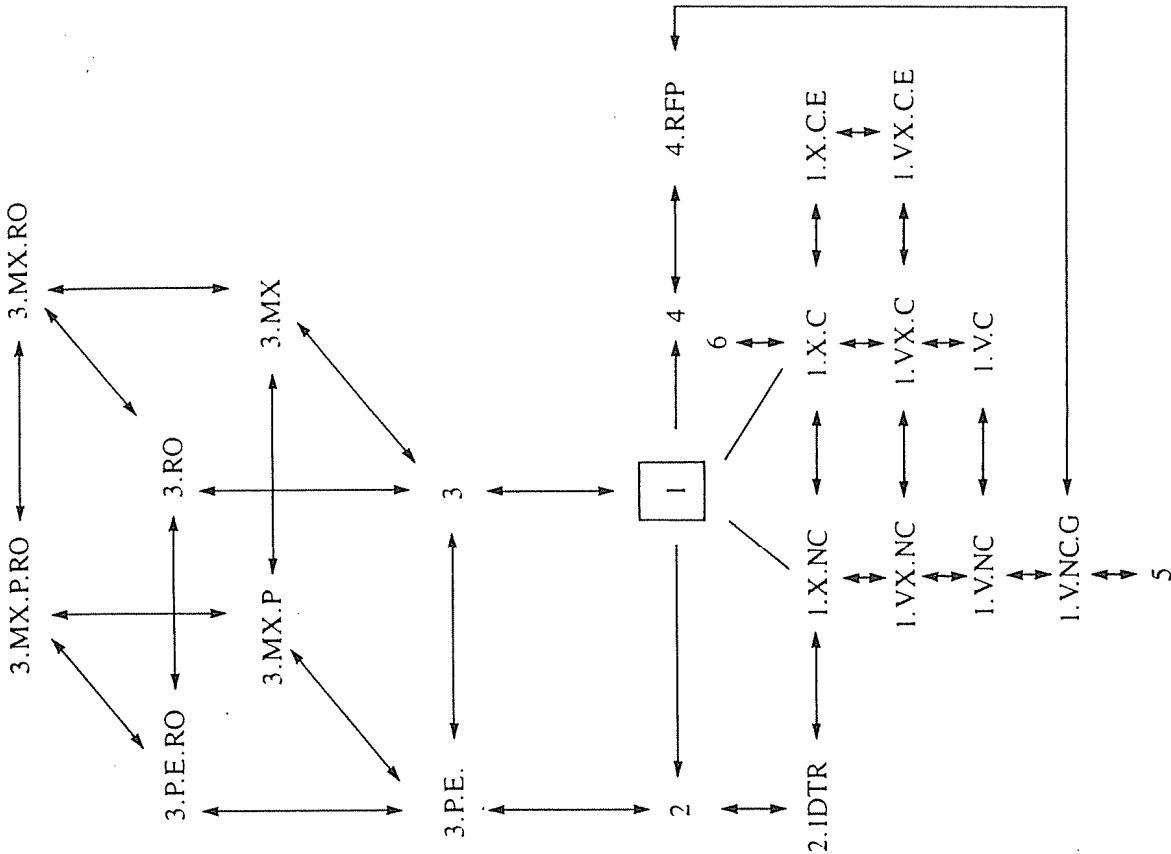 3.MX.P.RO
3.MX.RO
3.P.E.RO
3.RO
3.MX.P
3.MX
3.P.E.
3
2
1
4
4.RFP
6
2.1DTR
1.X.NC
1.X.C
1.X.C.E
1.VX.NC
1.VX.C
1.VX.C.E
1.V.NC
1.V.C
1.V.NC.G
5